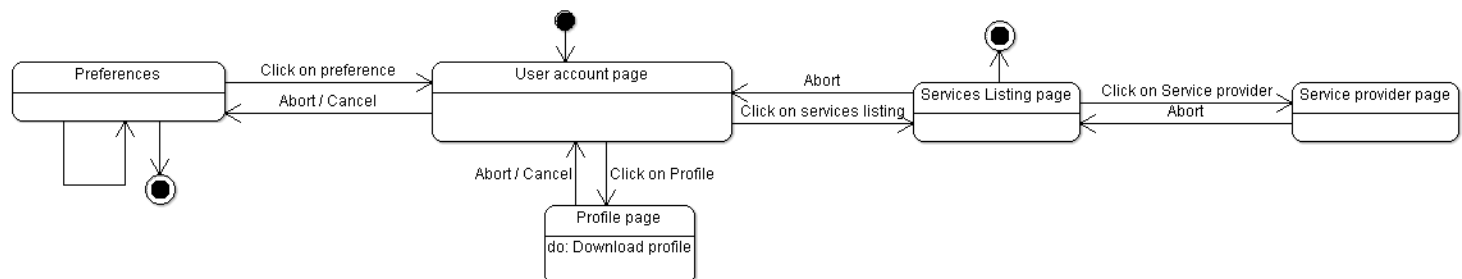 Preferences
Click on preference
Abort / Cancel
User account page
Abort
Click on services listing
Services Listing page
Click on Service provider
Abort
Service provider page
Abort / Cancel
Click on Profile
Profile page
do: Download profile